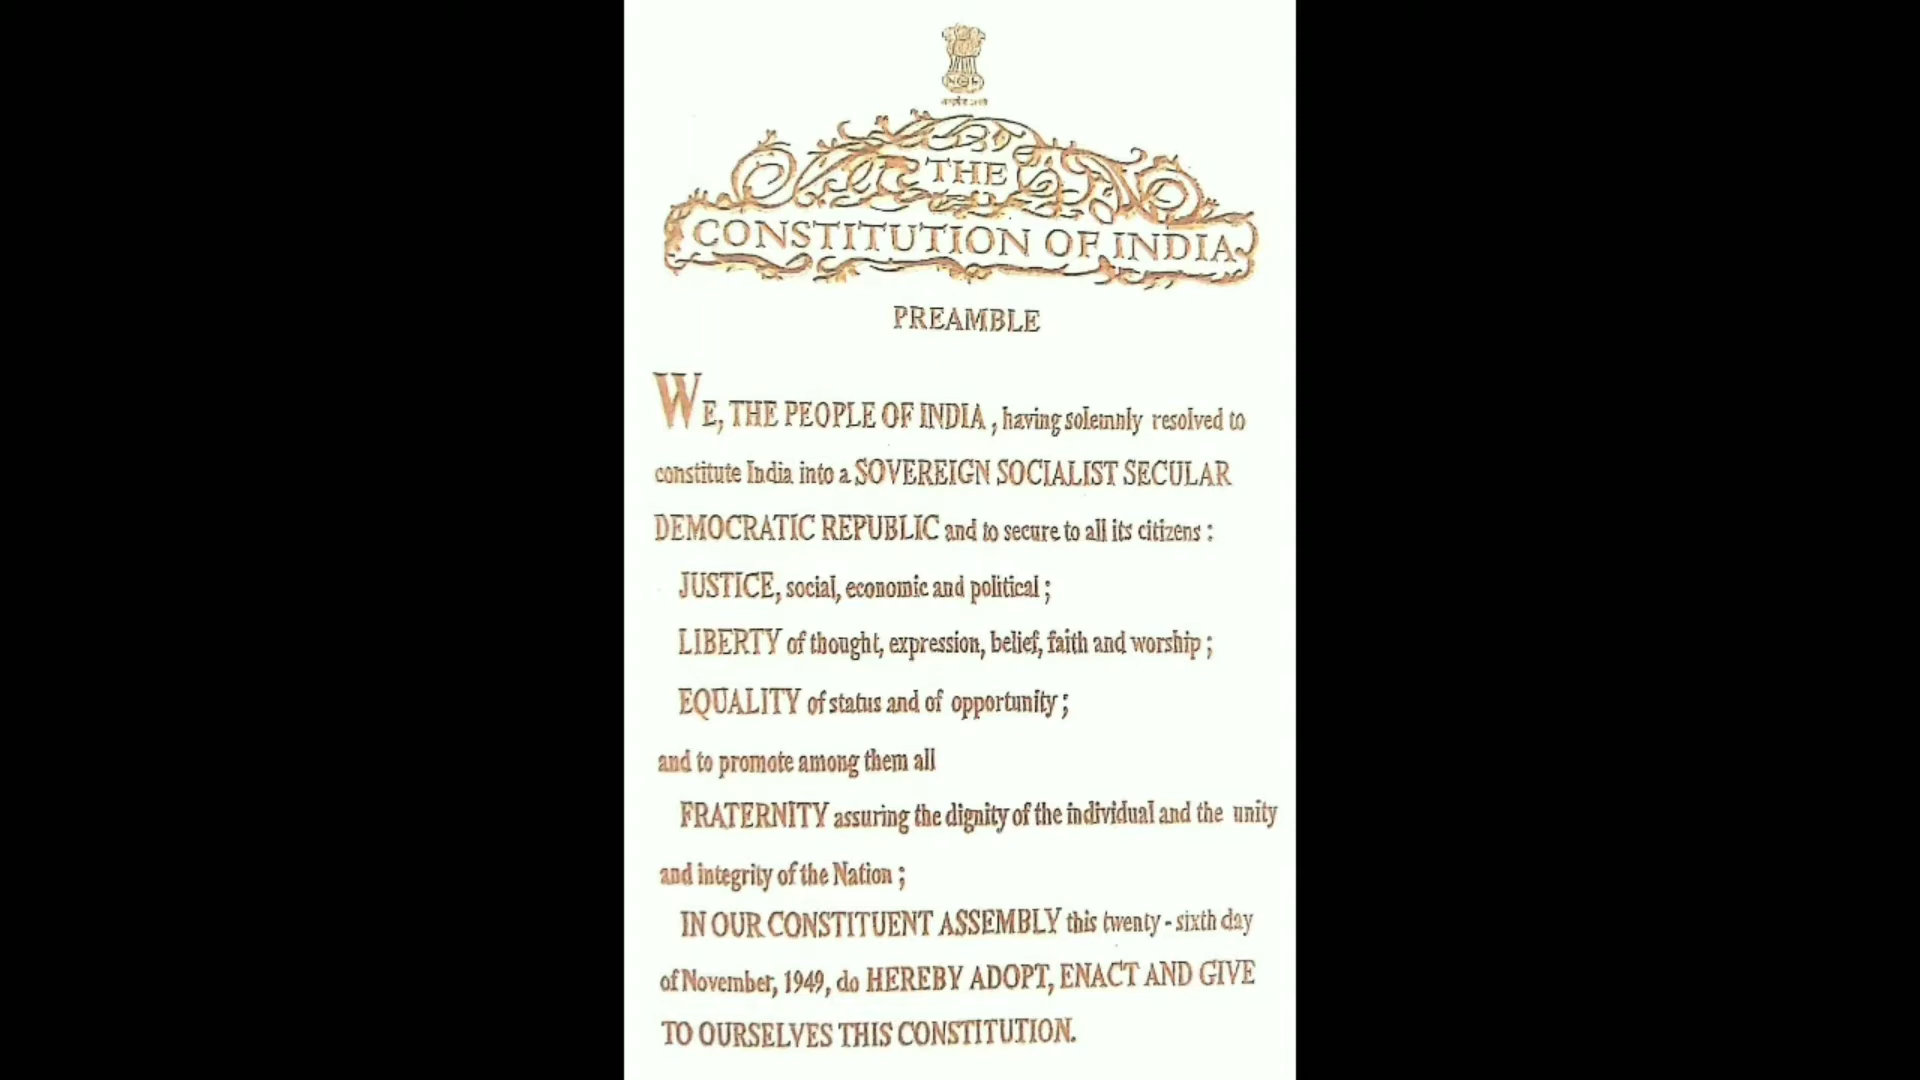 THE
CONSTITUTION OF INDIA
PREAMBLE
WE, THE PEOPLE OF INDIA, having solemnly resolved to
constitute India into a SOVEREIGN SOCIALIST SECULAR
DEMOCRATIC REPUBLIC and to secure to all its citizens :
JUSTICE, social, economic and political ;
LIBERTY of thought, expression, belief, faith and worship ;
EQUALITY of status and of opportunity ;
and to promote among them all
FRATERNITY assuring the dignity of the individual and the unity
and integrity of the Nation ;
IN OUR CONSTITUENT ASSEMBLY this twenty - sixth day
of November, 1949, do HEREBY ADOPT, ENACT AND GIVE
TO OURSELVES THIS CONSTITUTION.